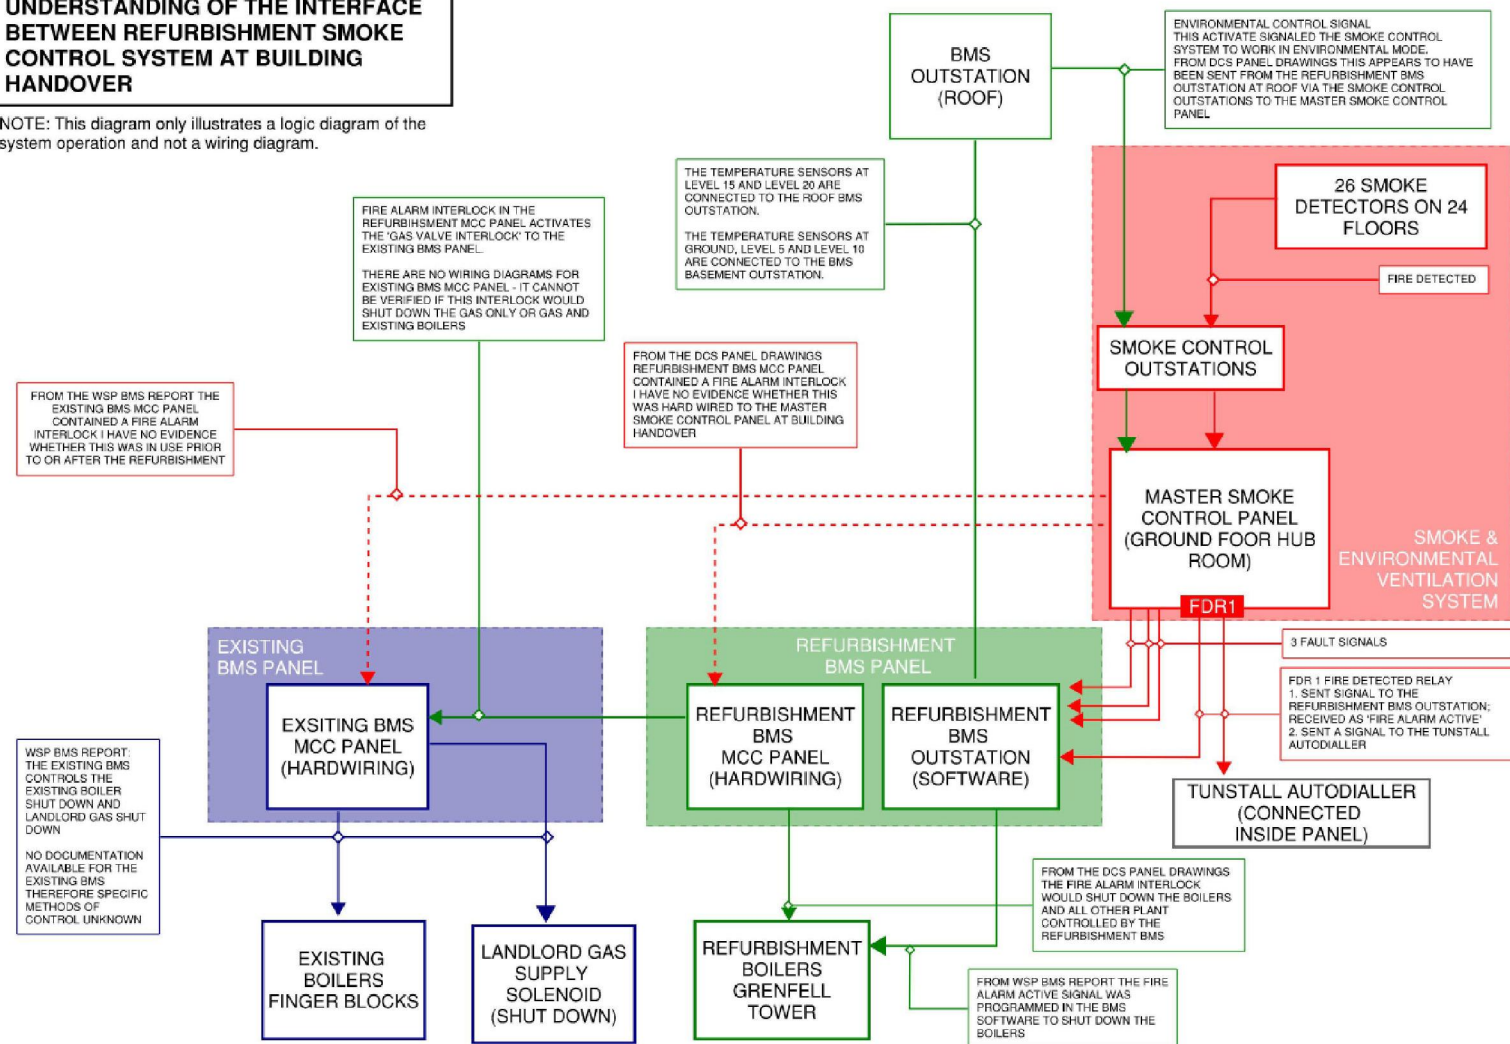 UNDERSTANDING OF THE INTERFACE
BETWEEN REFURBISHMENT SMOKE
CONTROL SYSTEM AT BUILDING
HANDOVER
NOTE: This diagram only illustrates a logic diagram of the
system operation and not a wiring diagram.
BMS
OUTSTATION
(ROOF)
ENVIRONMENTAL CONTROL SIGNAL
THIS ACTIVATE SIGNALED THE SMOKE CONTROL
SYSTEM TO WORK IN ENVIRONMENTAL MODE.
FROM DCS PANEL DRAWINGS THIS APPEARS TO HAVE
BEEN SENT FROM THE REFURBISHMENT BMS
OUTSTATION AT ROOF VIA THE SMOKE CONTROL
OUTSTATIONS TO THE MASTER SMOKE CONTROL
PANEL
THE TEMPERATURE SENSORS AT
LEVEL 15 AND LEVEL 20 ARE
CONNECTED TO THE ROOF BMS
OUTSTATION.
THE TEMPERATURE SENSORS AT
GROUND, LEVEL 5 AND LEVEL 10
ARE CONNECTED TO THE BMS
BASEMENT OUTSTATION.
26 SMOKE
DETECTORS ON 24
FLOORS
FIRE DETECTED
FIRE ALARM INTERLOCK IN THE
REFURBIHSMENT MCC PANEL ACTIVATES
THE 'GAS VALVE INTERLOCK' TO THE
EXISTING BMS PANEL.
THERE ARE NO WIRING DIAGRAMS FOR
EXISTING BMS MCC PANEL - IT CANNOT
BE VERIFIED IF THIS INTERLOCK WOULD
SHUT DOWN THE GAS ONLY OR GAS AND
EXISTING BOILERS
SMOKE CONTROL
OUTSTATIONS
FROM THE DCS PANEL DRAWINGS
REFURBISHMENT BMS MCC PANEL
CONTAINED A FIRE ALARM INTERLOCK
I HAVE NO EVIDENCE WHETHER THIS
WAS HARD WIRED TO THE MASTER
SMOKE CONTROL PANEL AT BUILDING
HANDOVER
FROM THE WSP BMS REPORT THE
EXISTING BMS MCC PANEL
CONTAINED A FIRE ALARM
INTERLOCK I HAVE NO EVIDENCE
WHETHER THIS WAS IN USE PRIOR
TO OR AFTER THE REFURBISHMENT
MASTER SMOKE
CONTROL PANEL
(GROUND FOOR HUB
ROOM)
FDR1
SMOKE &
ENVIRONMENTAL
VENTILATION
SYSTEM
3 FAULT SIGNALS
FDR 1 FIRE DETECTED RELAY
1. SENT SIGNAL TO THE
REFURBISHMENT BMS OUTSTATION;
RECEIVED AS 'FIRE ALARM ACTIVE'
2. SENT A SIGNAL TO THE TUNSTALL
AUTODIALLER
EXISTING
BMS PANEL
REFURBISHMENT
BMS PANEL
EXSITING BMS
MCC PANEL
(HARDWIRING)
REFURBISHMENT
BMS
MCC PANEL
(HARDWIRING)
REFURBISHMENT
BMS
OUTSTATION
(SOFTWARE)
TUNSTALL AUTODIALLER
(CONNECTED
INSIDE PANEL)
WSP BMS REPORT:
THE EXISTING BMS
CONTROLS THE
EXISTING BOILER
SHUT DOWN AND
LANDLORD GAS SHUT
DOWN
NO DOCUMENTATION
AVAILABLE FOR THE
EXISTING BMS
THEREFORE SPECIFIC
METHODS OF
CONTROL UNKNOWN
EXISTING
BOILERS
FINGER BLOCKS
LANDLORD GAS
SUPPLY
SOLENOID
(SHUT DOWN)
REFURBISHMENT
BOILERS
GRENFELL
TOWER
FROM THE DCS PANEL DRAWINGS
THE FIRE ALARM INTERLOCK
WOULD SHUT DOWN THE BOILERS
AND ALL OTHER PLANT
CONTROLLED BY THE
REFURBISHMENT BMS
FROM WSP BMS REPORT THE FIRE
ALARM ACTIVE SIGNAL WAS
PROGRAMMED IN THE BMS
SOFTWARE TO SHUT DOWN THE
BOILERS